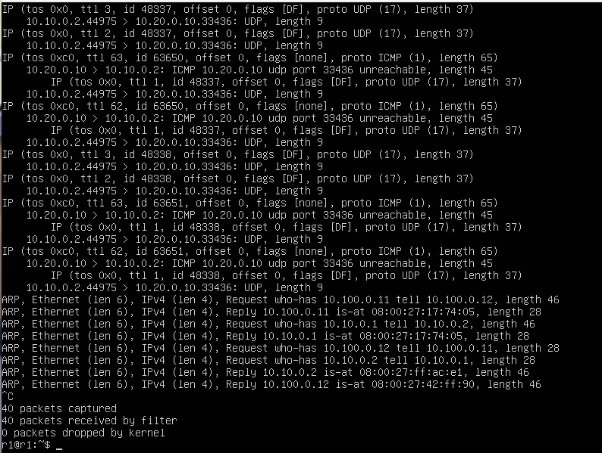 IP (tos 0x0, ttl 3, id 48337, offset 0, flags [DF], proto UDP (17), length 37)
    10.10.0.2.44975 > 10.20.0.10.33436: UDP, length 9
IP (tos 0x0, ttl 2, id 48337, offset 0, flags [DF], proto UDP (17), length 37)
    10.10.0.2.44975 > 10.20.0.10.33436: UDP, length 9
IP (tos 0xc0, ttl 63, id 63650, offset 0, flags [none], proto ICMP (1), length 65)
    10.20.0.10 > 10.10.0.2: ICMP 10.20.0.10 udp port 33436 unreachable, length 45
        IP (tos 0x0, ttl 1, id 48337, offset 0, flags [DF], proto UDP (17), length 37)
    10.10.0.2.44975 > 10.20.0.10.33436: UDP, length 9
IP (tos 0xc0, ttl 62, id 63650, offset 0, flags [none], proto ICMP (1), length 65)
    10.20.0.10 > 10.10.0.2: ICMP 10.20.0.10 udp port 33436 unreachable, length 45
        IP (tos 0x0, ttl 1, id 48337, offset 0, flags [DF], proto UDP (17), length 37)
    10.10.0.2.44975 > 10.20.0.10.33436: UDP, length 9
IP (tos 0x0, ttl 3, id 48338, offset 0, flags [DF], proto UDP (17), length 37)
    10.10.0.2.44975 > 10.20.0.10.33436: UDP, length 9
IP (tos 0x0, ttl 2, id 48338, offset 0, flags [DF], proto UDP (17), length 37)
    10.10.0.2.44975 > 10.20.0.10.33436: UDP, length 9
IP (tos 0xc0, ttl 63, id 63651, offset 0, flags [none], proto ICMP (1), length 65)
    10.20.0.10 > 10.10.0.2: ICMP 10.20.0.10 udp port 33436 unreachable, length 45
        IP (tos 0x0, ttl 1, id 48338, offset 0, flags [DF], proto UDP (17), length 37)
    10.10.0.2.44975 > 10.20.0.10.33436: UDP, length 9
IP (tos 0xc0, ttl 62, id 63651, offset 0, flags [none], proto ICMP (1), length 65)
    10.20.0.10 > 10.10.0.2: ICMP 10.20.0.10 udp port 33436 unreachable, length 45
        IP (tos 0x0, ttl 1, id 48338, offset 0, flags [DF], proto UDP (17), length 37)
    10.10.0.2.44975 > 10.20.0.10.33436: UDP, length 9
ARP, Ethernet (len 6), IPv4 (len 4), Request who-has 10.100.0.11 tell 10.100.0.12, length 46
ARP, Ethernet (len 6), IPv4 (len 4), Reply 10.100.0.11 is-at 08:00:27:17:74:05, length 28
ARP, Ethernet (len 6), IPv4 (len 4), Request who-has 10.10.0.1 tell 10.10.0.2, length 46
ARP, Ethernet (len 6), IPv4 (len 4), Reply 10.10.0.1 is-at 08:00:27:17:74:05, length 28
ARP, Ethernet (len 6), IPv4 (len 4), Request who-has 10.100.0.12 tell 10.100.0.11, length 28
ARP, Ethernet (len 6), IPv4 (len 4), Request who-has 10.10.0.2 tell 10.10.0.1, length 28
ARP, Ethernet (len 6), IPv4 (len 4), Reply 10.10.0.2 is-at 08:00:27:ff:ac:e1, length 46
ARP, Ethernet (len 6), IPv4 (len 4), Reply 10.100.0.12 is-at 08:00:27:42:ff:90, length 46
^C
40 packets captured
40 packets received by filter
0 packets dropped by kernel
r1@r1:~$ _